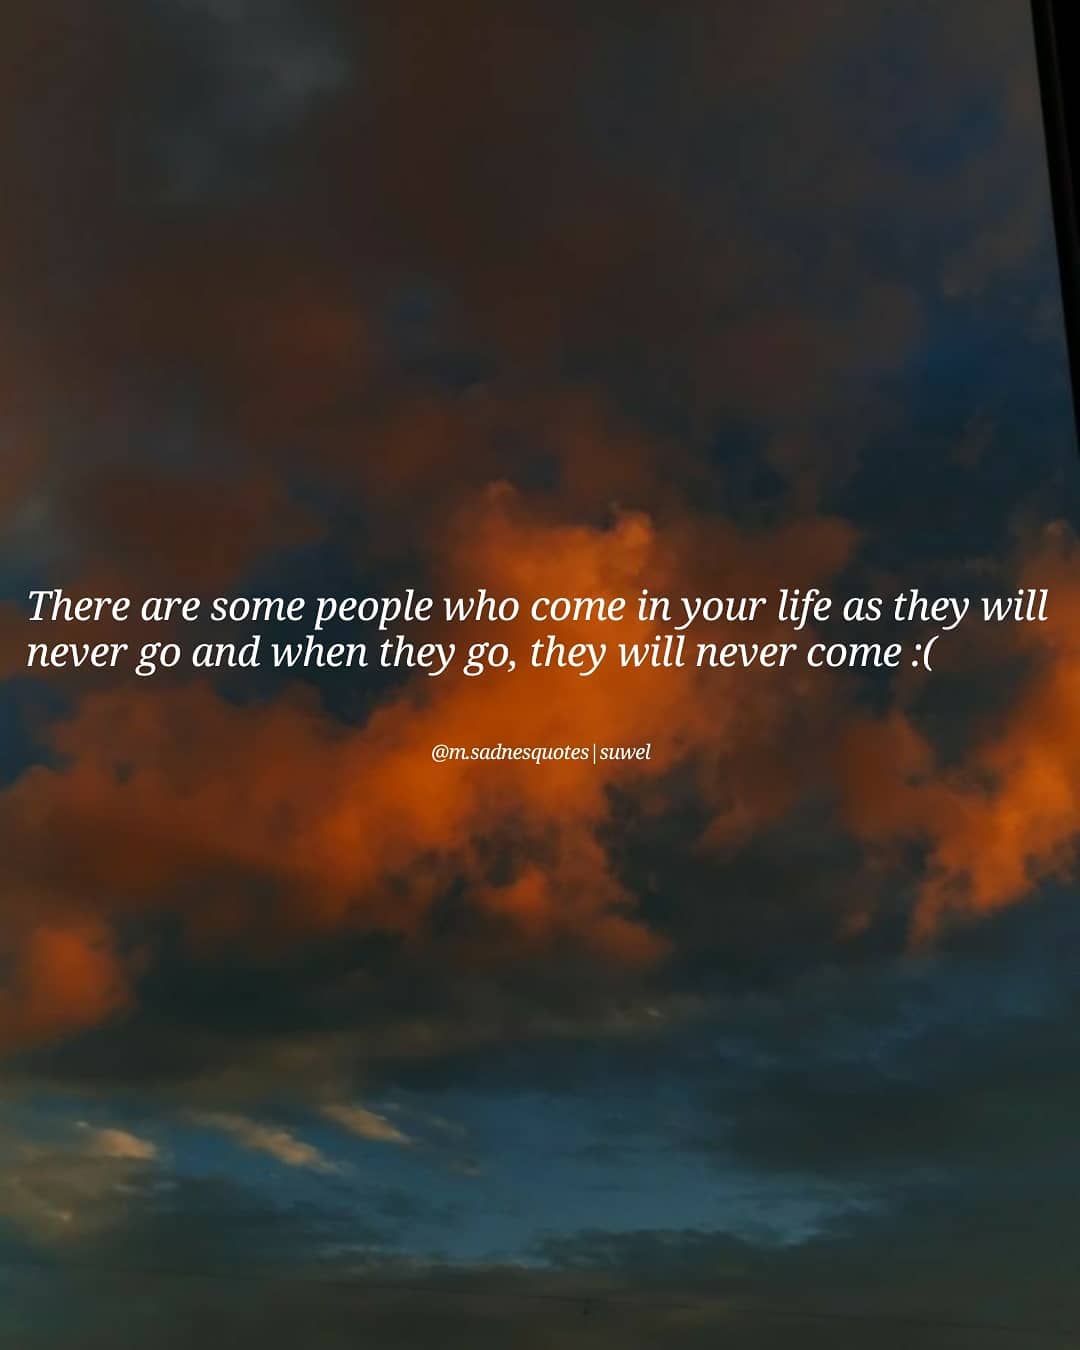 There are some people who come in your life as they will
never go and when they go, they will never come :(
@m.sadnesquotes|suwel